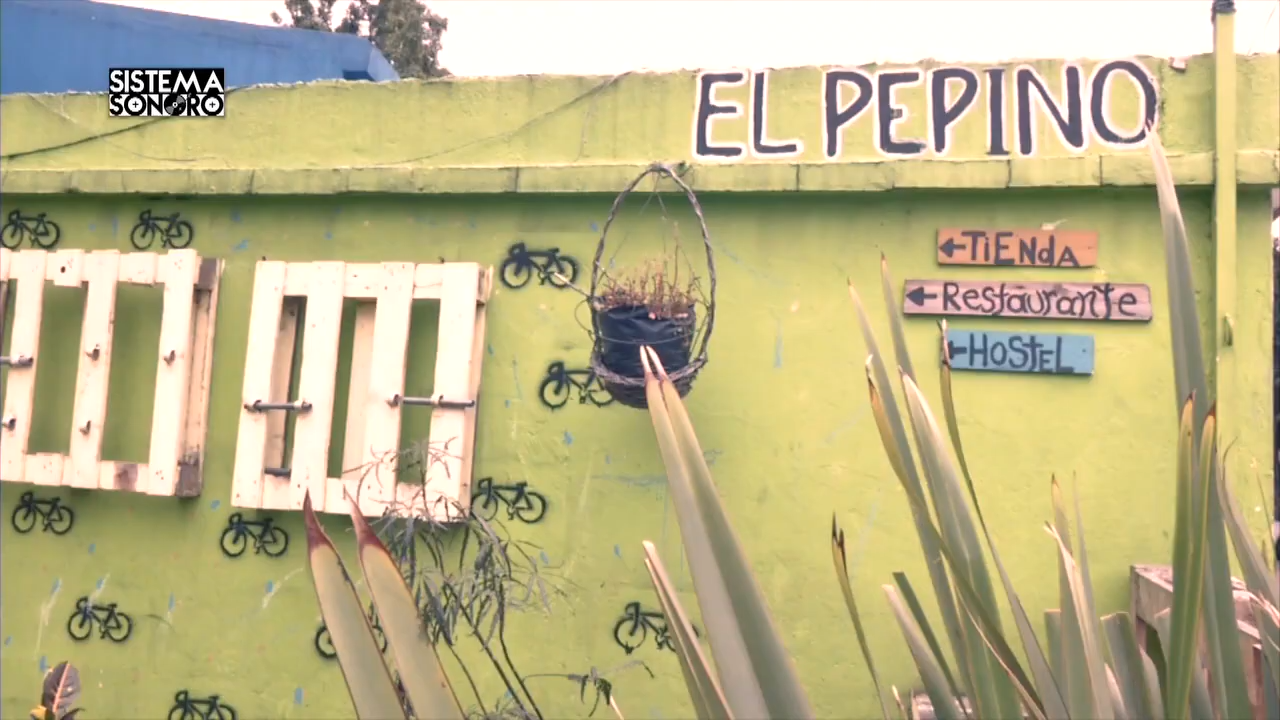 SISTEMA
SONORO
EL PEPINO
TIENDA
Restaurante
HOSTEL